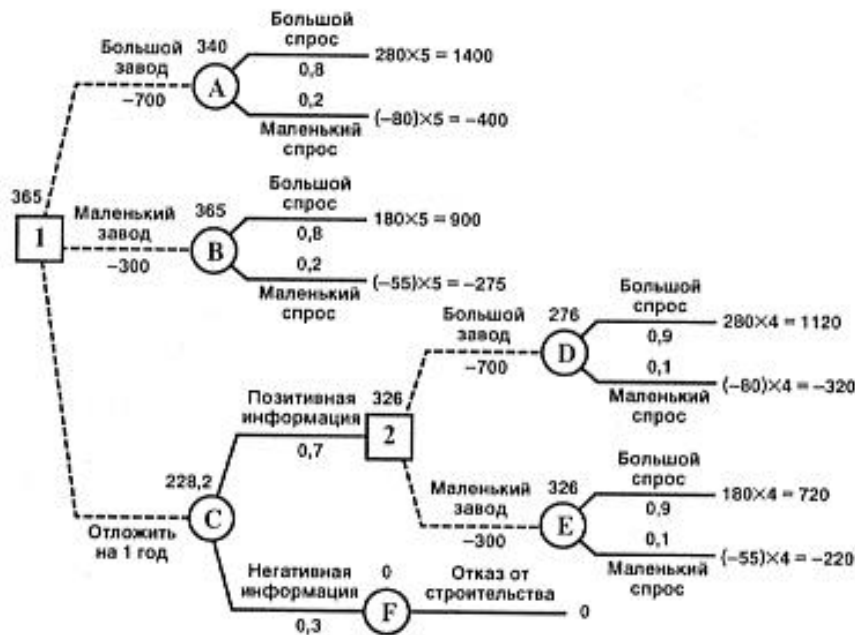 Большой
завод
–700
340
A
Большой
спрос
0,8
280×5 = 1400
0,2
Маленький
спрос
(–80)×5 = –400
365
1
Маленький
завод
–300
365
B
Большой
спрос
0,8
180×5 = 900
0,2
Маленький
спрос
(–55)×5 = –275
Отложить
на 1 год
228,2
C
Позитивная
информация
0,7
326
2
Большой
завод
–700
276
D
Большой
спрос
0,9
280×4 = 1120
0,1
Маленький
спрос
(–80)×4 = –320
Маленький
завод
–300
326
E
Большой
спрос
0,9
180×4 = 720
0,1
Маленький
спрос
(–55)×4 = –220
Негативная
информация
0,3
0
F
Отказ от
строительства
0